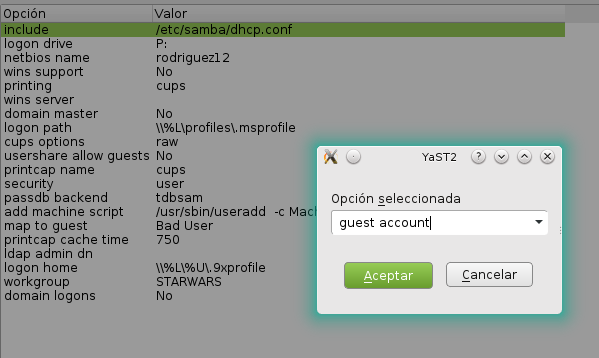 Opción Valor
include /etc/samba/dhcp.conf
logon drive P:
netbios name rodriguez12
wins support No
printing cups
wins server
domain master No
logon path \\%L\profiles\.msprofile
cups options raw
usershare allow guests No
printcap name cups
security user
passdb backend tdbsam
add machine script /usr/sbin/useradd -c Mach
map to guest Bad User
printcap cache time 750
ldap admin dn
logon home \\%L\%U\.9xprofile
workgroup STARWARS
domain logons No
YaST2
Opción seleccionada
guest account
Aceptar Cancelar